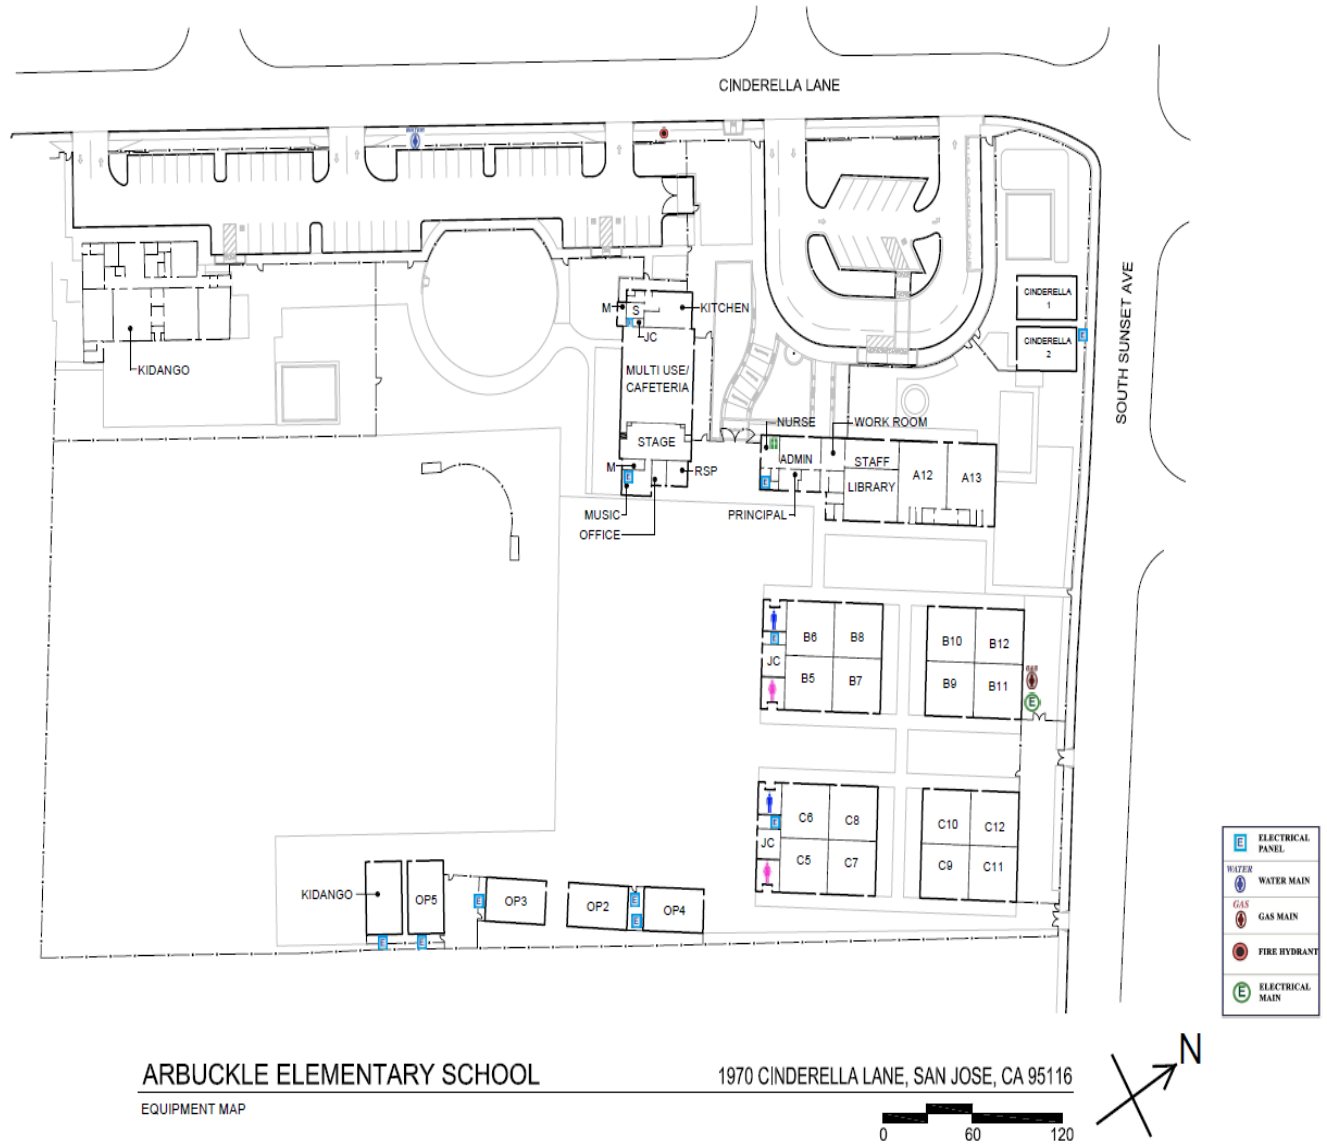 CINDERELLA LANE
WATER
SOUTH SUNSET AVE
CINDERELLA
1
CINDERELLA
2
M
S
KITCHEN
JC
KIDANGO
MULTI USE/
CAFETERIA
STAGE
M
RSP
MUSIC
OFFICE
NURSE
WORK ROOM
ADMIN
STAFF
LIBRARY
A12
A13
PRINCIPAL
E
E
E
E
B6
B8
B10
B12
E
JC
B5
B7
B9
B11
GAS
E
C6
C8
C10
C12
E
JC
C5
C7
C9
C11
KIDANGO
OP5
OP3
OP2
OP4
E
E
E
E
E
E ELECTRICAL
PANEL
WATER
WATER MAIN
GAS
GAS MAIN
FIRE HYDRANT
E ELECTRICAL
MAIN
N
ARBUCKLE ELEMENTARY SCHOOL
1970 CINDERELLA LANE, SAN JOSE, CA 95116
EQUIPMENT MAP
0 60 120